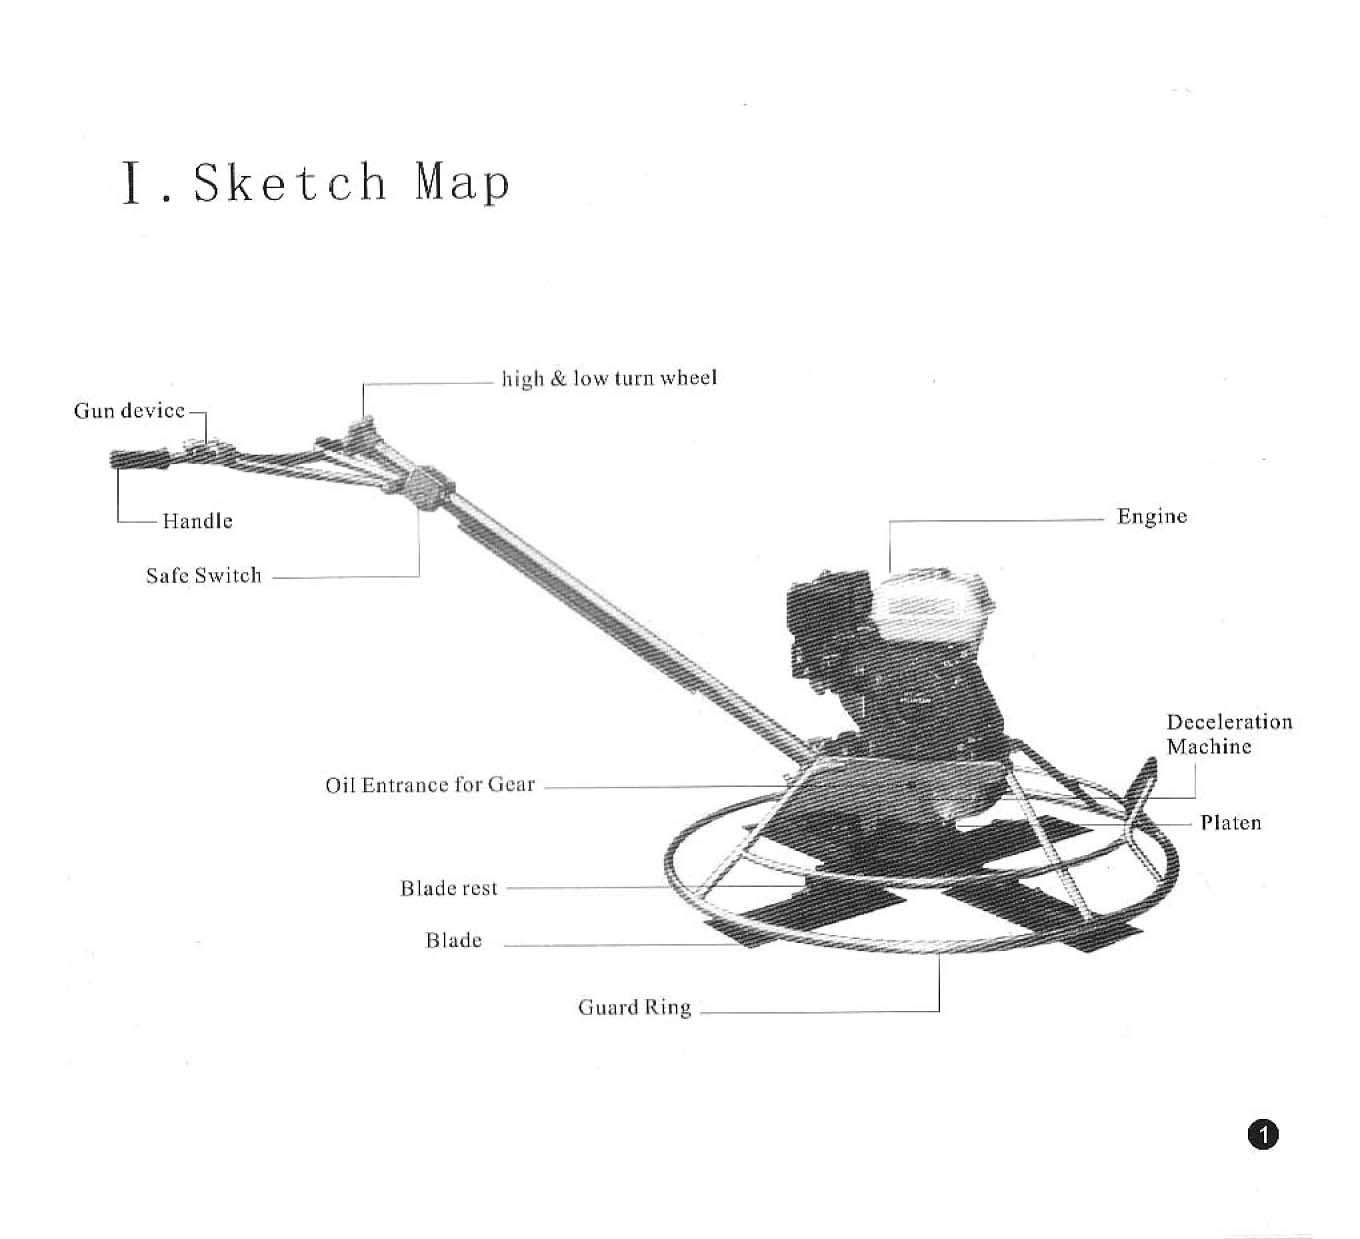 I. Sketch Map
high & low turn wheel
Gun device
Handle
Safe Switch
Engine
Deceleration
Machine
Oil Entrance for Gear
Platen
Blade rest
Blade
Guard Ring
1